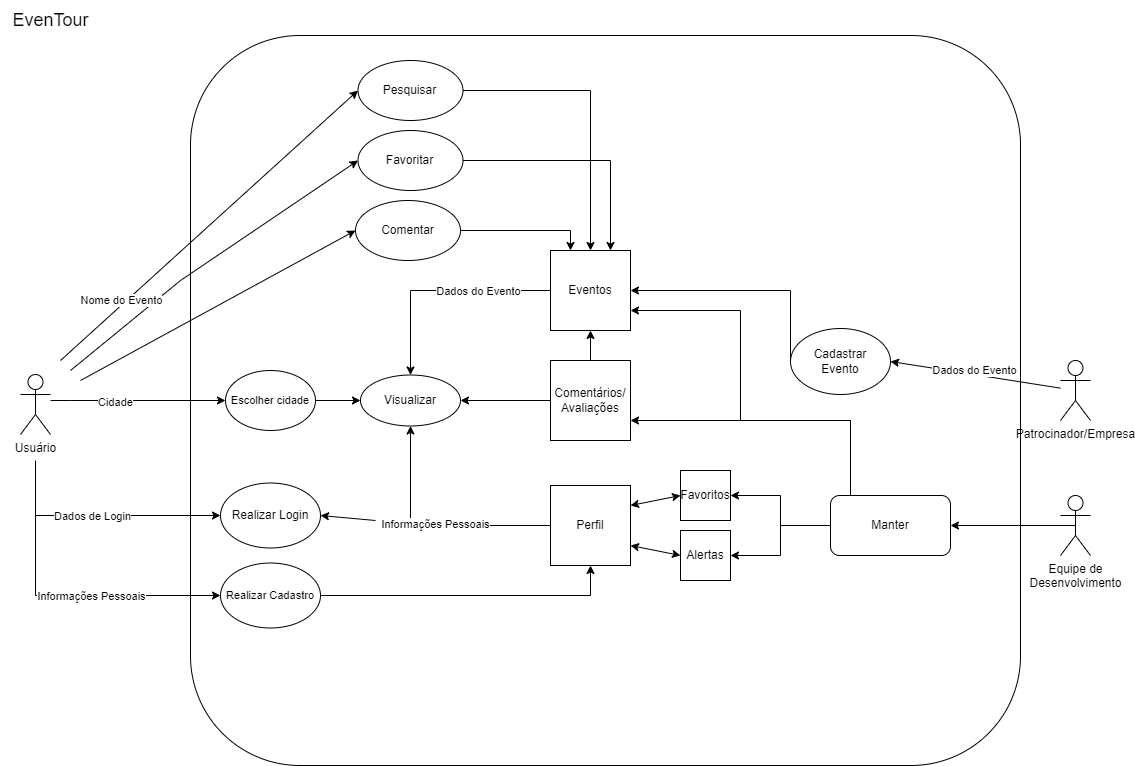 EvenTour
Pesquisar
Favoritar
Comentar
Nome do Evento
Dados do Evento
Eventos
Cadastrar
Evento
Dados do Evento
Patrocinador/Empresa
Usuário
Cidade
Escolher cidade
Visualizar
Comentários/
Avaliações
Dados de Login
Realizar Login
Informações Pessoais
Perfil
Favoritos
Alertas
Manter
Equipe de
Desenvolvimento
Informações Pessoais
Realizar Cadastro